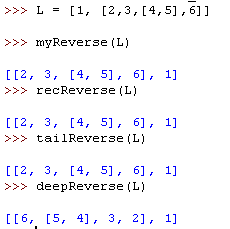 >>> L = [1, [2,3,[4,5],6]]
>>> myReverse(L)
[[2, 3, [4, 5], 6], 1]
>>> recReverse(L)
[[2, 3, [4, 5], 6], 1]
>>> tailReverse(L)
[[2, 3, [4, 5], 6], 1]
>>> deepReverse(L)
[[6, [5, 4], 3, 2], 1]